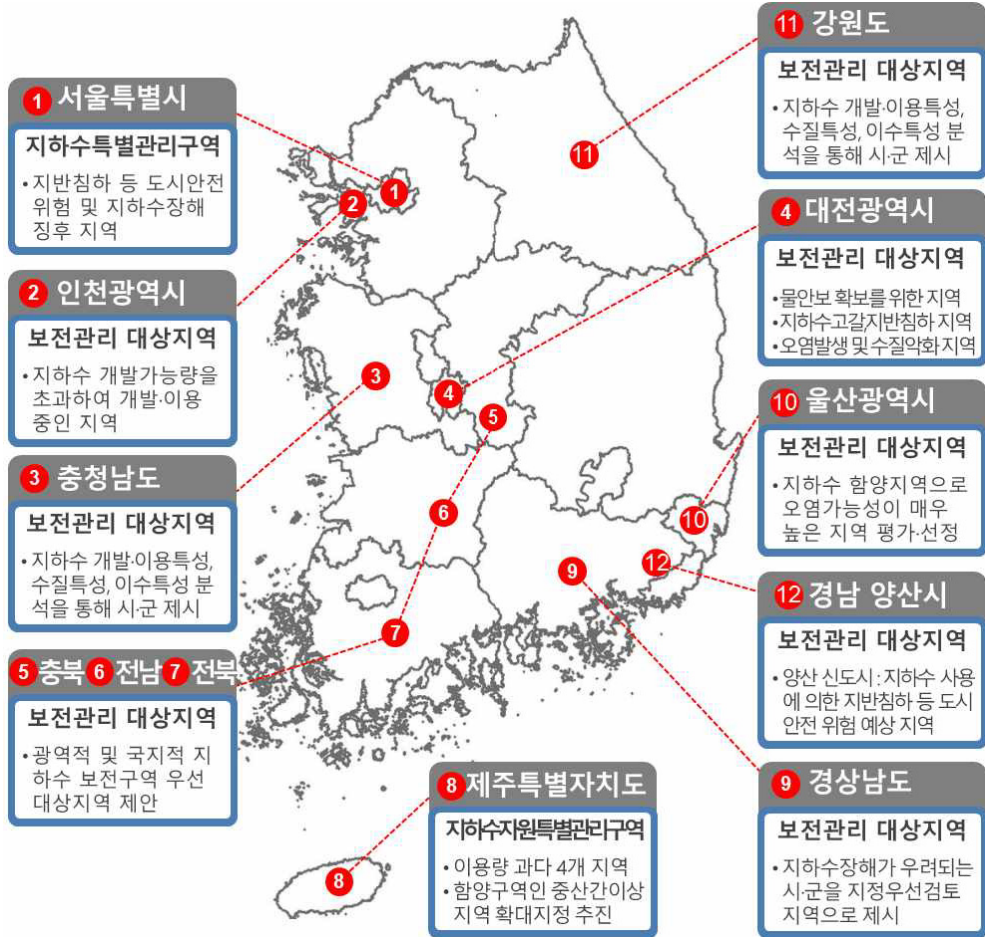 1 서울특별시
지하수특별관리구역
• 지반침하 등 도시안전
위험 및 지하수장해
징후 지역
2 인천광역시
보전관리 대상지역
• 지하수 개발가능량을
초과하여 개발·이용
중인 지역
3 충청남도
보전관리 대상지역
• 지하수 개발·이용특성,
수질특성, 이수특성 분
석을 통해 시·군 제시
5 충북 6 전남 7 전북
보전관리 대상지역
• 광역적 및 국지적 지
하수 보전구역 우선
대상지역 제안
8 제주특별자치도
지하수자원특별관리구역
• 이용량 과다 4개 지역
• 함양구역인 중산간이상
지역 확대지정 추진
11 강원도
보전관리 대상지역
• 지하수 개발·이용특성,
수질특성, 이수특성 분
석을 통해 시·군 제시
4 대전광역시
보전관리 대상지역
• 물안보 확보를 위한 지역
• 지하수고갈지반침하 지역
• 오염발생 및 수질악화 지역
10 울산광역시
보전관리 대상지역
• 지하수 함양지역으로
오염가능성이 매우
높은 지역 평가·선정
12 경남 양산시
보전관리 대상지역
• 양산 신도시 : 지하수 사용
에 의한 지반침하 등 도시
안전 위험 예상 지역
9 경상남도
보전관리 대상지역
• 지하수장해가 우려되는
시·군을 지정우선검토
지역으로 제시
11
1
2
3
4
5
6
10
12
9
7
8